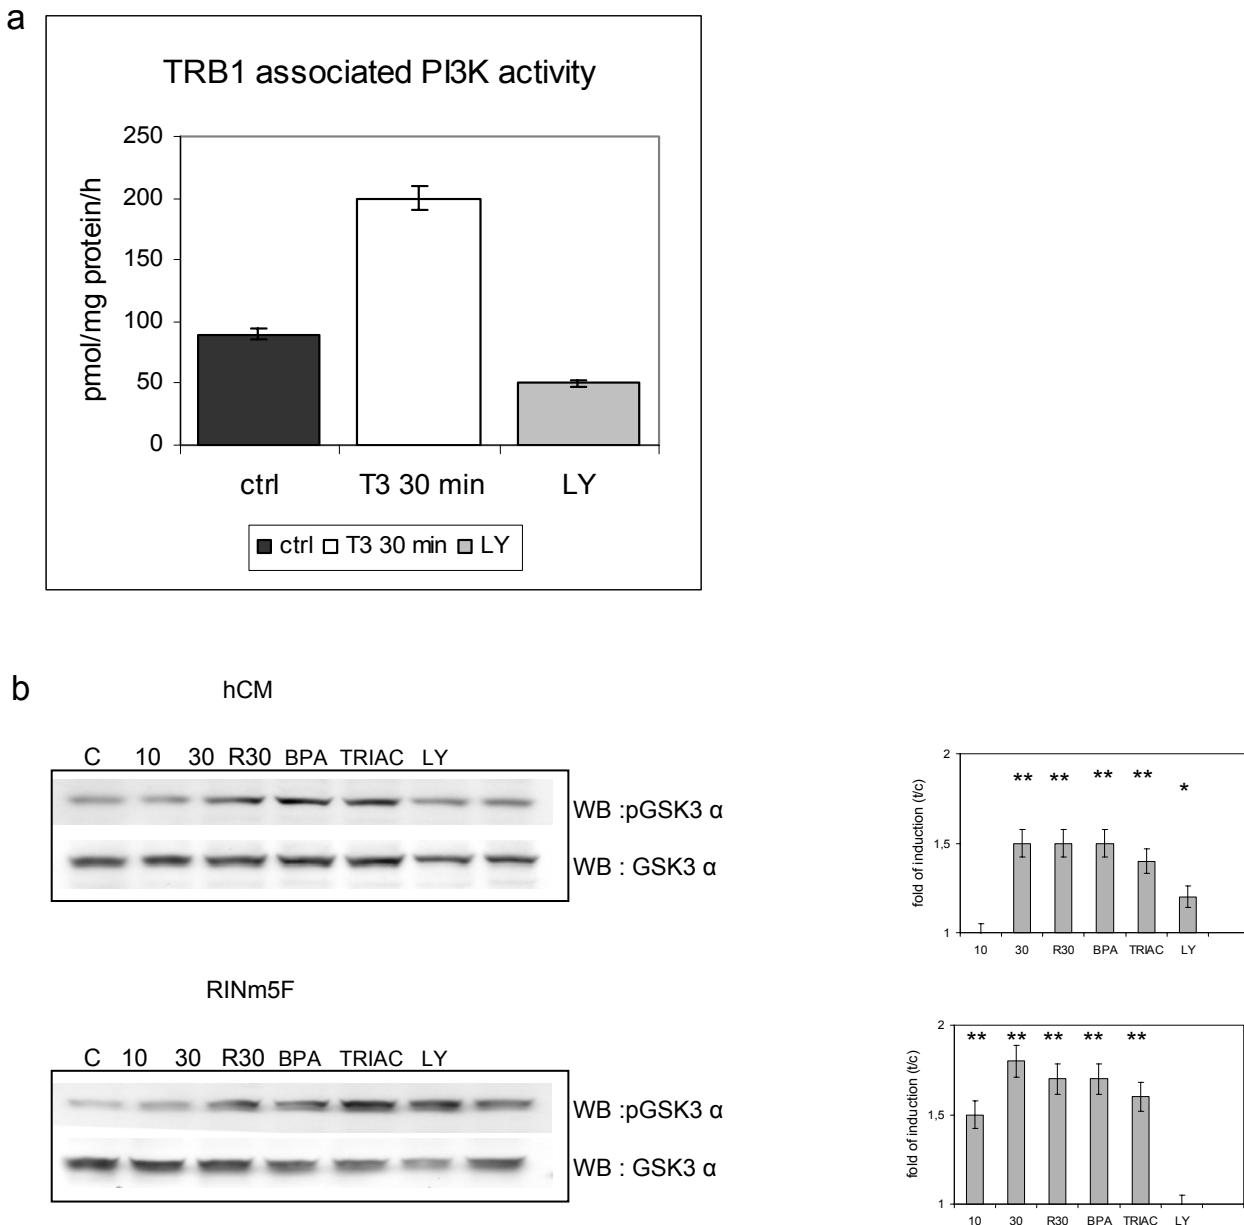 a
TRB1 associated PI3K activity
pmol/mg protein/h
250
200
150
100
50
0
ctrl T3 30 min LY
ctrl T3 30 min LY
b
hCM
C 10 30 R30 BPA TRIAC LY
WB :pGSK3 α
WB : GSK3 α
fold of induction (t/c)
2
1,5
1
** ** ** ** *
10 30 R30 BPA TRIAC LY
RINm5F
C 10 30 R30 BPA TRIAC LY
WB :pGSK3 α
WB : GSK3 α
fold of induction (t/c)
2
1,5
1
** ** ** ** **
10 30 R30 BPA TRIAC LY